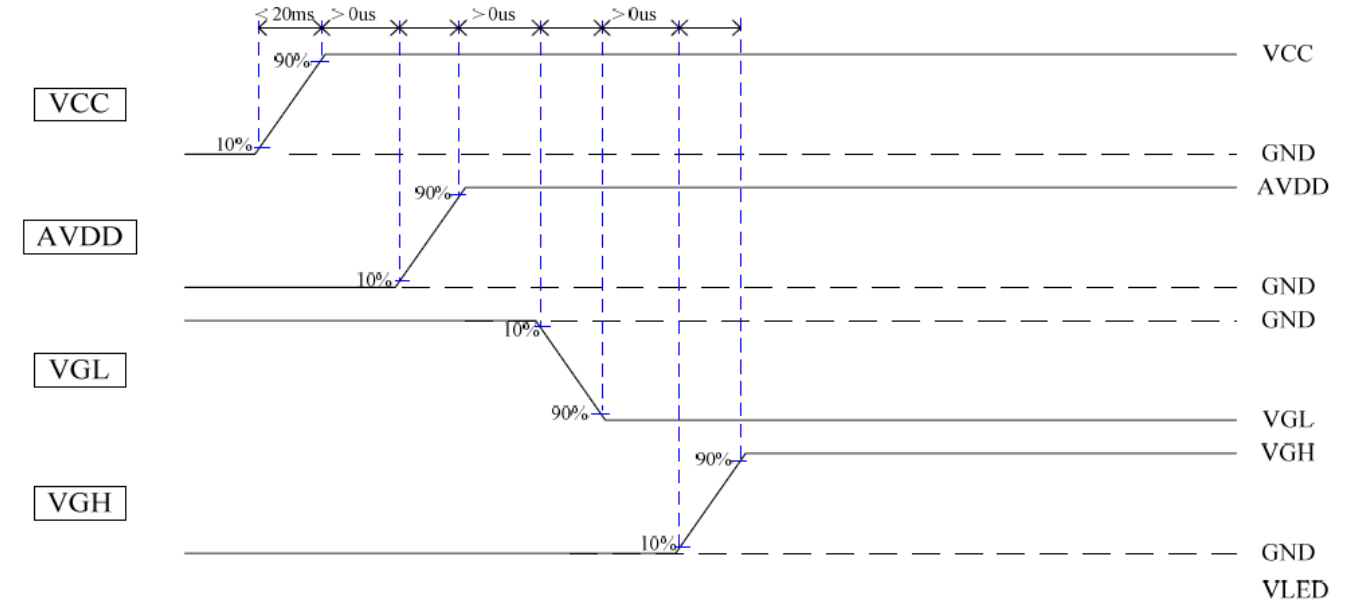 < 20ms > 0us > 0us > 0us
90% VCC
VCC
10% GND
90% AVDD
AVDD
10% GND
GND
10%
VGL
90% VGL
VGH
90%
VGH
10% GND
VLED